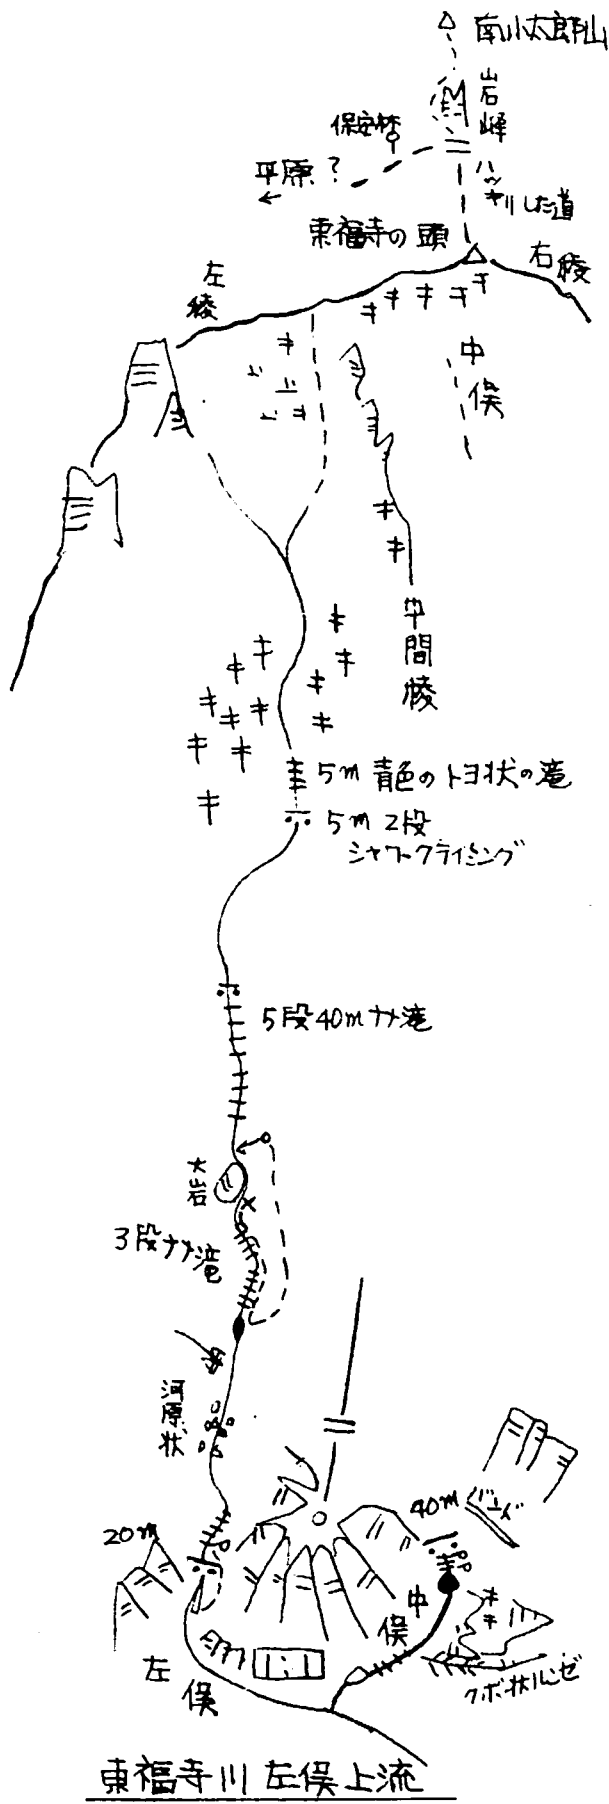 南小太郎山
岩峰
保安林
平原?
ハッキリした道
東福寺の頭
右稜
左稜
中俣
中間稜
5m 青色のトヨ状の滝
5m 2段
シャワークライミング
5段40mナメ滝
大岩
3段ナメ滝
河原状
40m
バンド
20m
中俣
左俣
クボ状ルンゼ
東福寺川 左俣上流